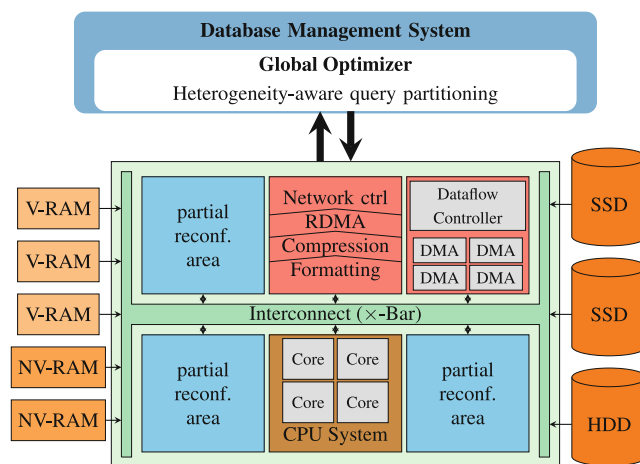 Database Management System
Global Optimizer
Heterogeneity-aware query partitioning
V-RAM
V-RAM
V-RAM
NV-RAM
NV-RAM
partial
reconf.
area
Network ctrl
RDMA
Compression
Formatting
Dataflow
Controller
DMA
DMA
DMA
DMA
Interconnect (×-Bar)
partial
reconf.
area
Core
Core
Core
Core
CPU System
partial
reconf.
area
SSD
SSD
HDD